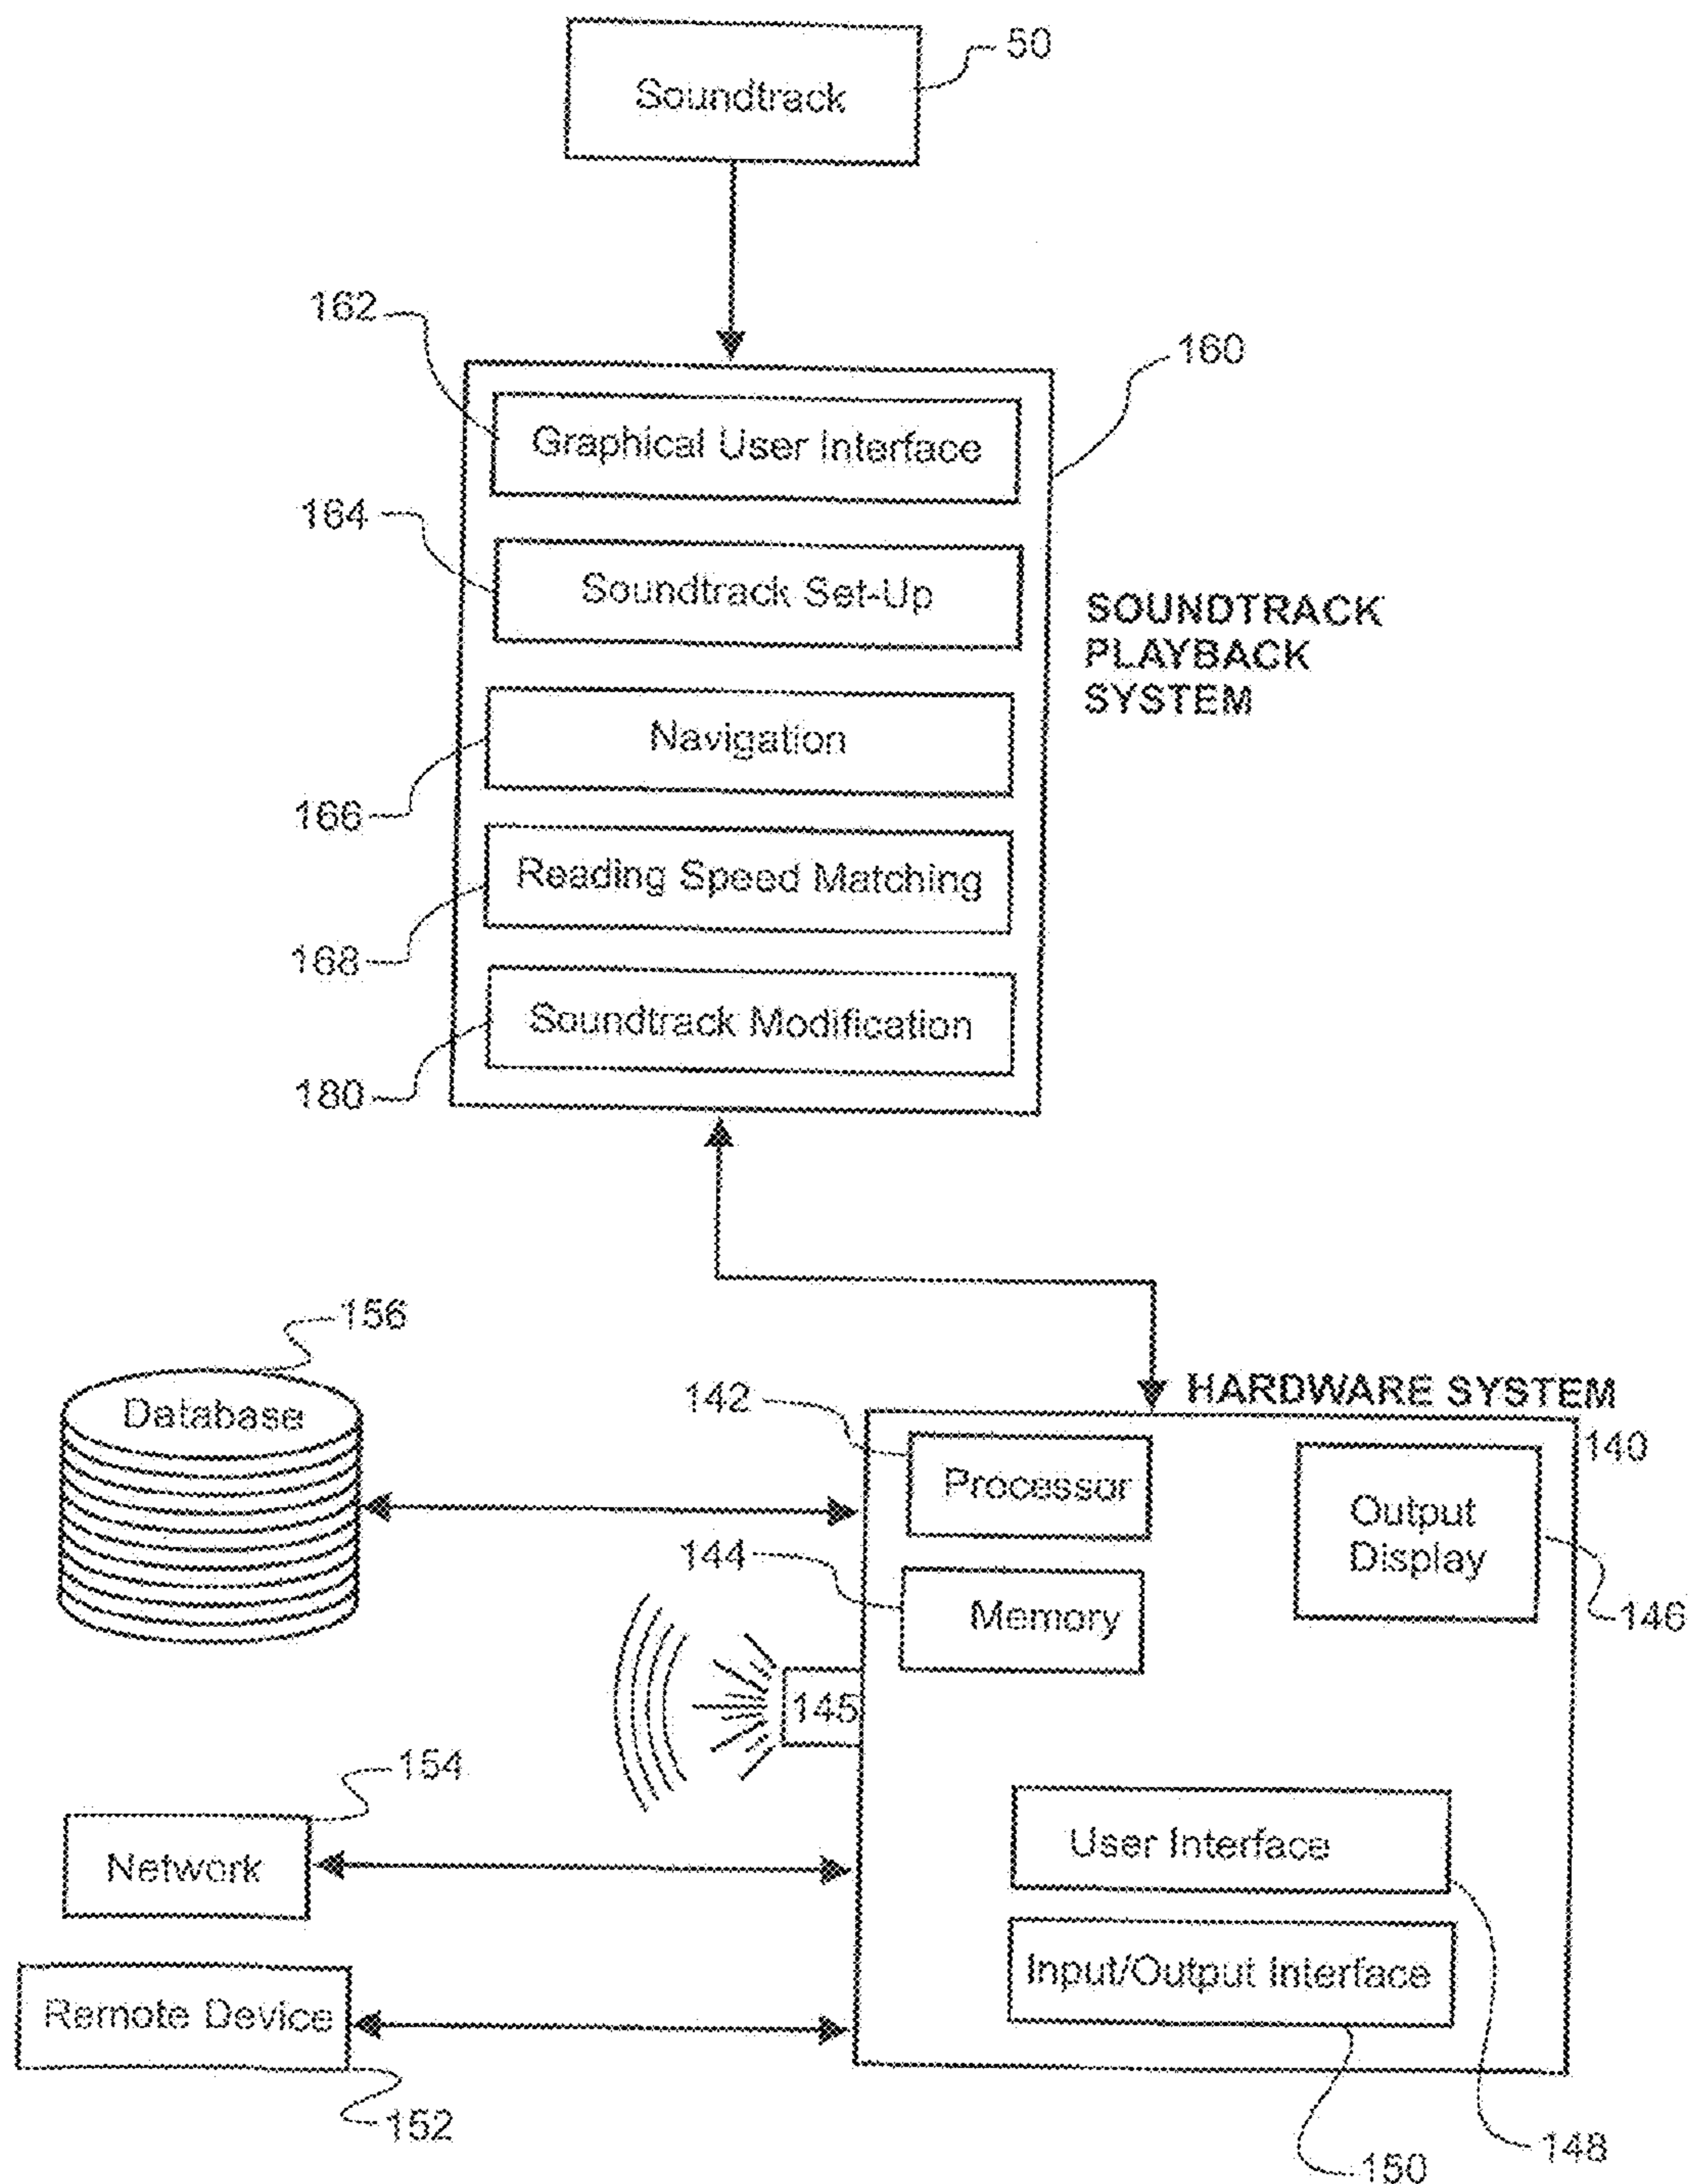 50
Soundtrack
162
160
Graphical User Interface
164
Soundtrack Set-Up
SOUNDTRACK
PLAYBACK
SYSTEM
Navigation
166
Reading Speed Matching
168
Soundtrack Modification
180
156
Database
HARDWARE SYSTEM
142
140
Processor
Output
Display
144
Memory
146
145
154
Network
User Interface
Input/Output Interface
Remote Device
152
148
150